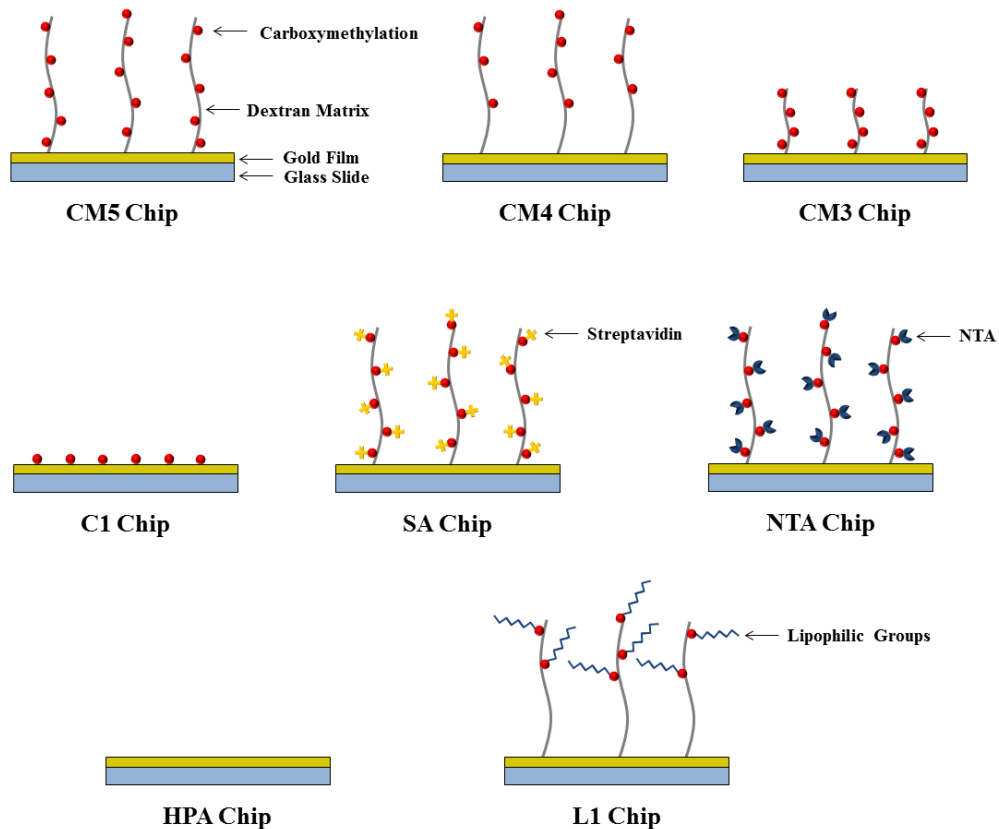 Carboxymethylation
Dextran Matrix
Gold Film
Glass Slide
CM5 Chip
CM4 Chip
CM3 Chip
Streptavidin
NTA
C1 Chip
SA Chip
NTA Chip
Lipophilic Groups
HPA Chip
L1 Chip